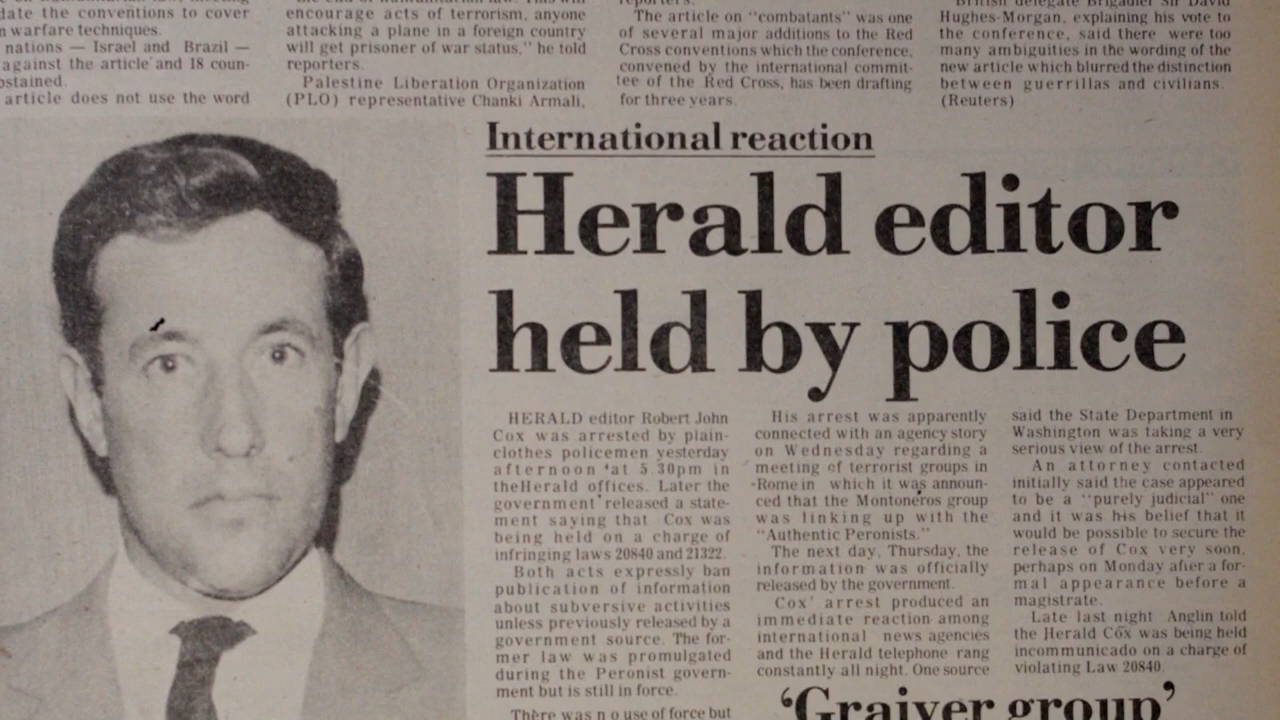 late the conventions to cover
warfare techniques.
nations — Israel and Brazil —
against the article and 18 coun-
article does not use the word
encourage acts of terrorism, anyone
attacking a plane in a foreign country
will get prisoner of war status," he told
reporters.
Palestine Liberation Organization
(PLO) representative Chanki Armali,
reporters.
The article on "combatants" was one
of several major additions to the Red
Cross conventions which the conference,
convened by the international commit-
tee of the Red Cross, has been drafting
for three years.
British delegate Brigadier Sir David
Hughes-Morgan, explaining his vote to
the conference, said there were too
many ambiguities in the wording of the
new article which blurred the distinction
between guerrillas and civilians.
(Reuters)
International reaction
Herald editor
held by police
HERALD editor Robert John
Cox was arrested by plain-
clothes policemen yesterday
afternoon at 5.30pm in
theHerald offices. Later the
government released a state-
ment saying that Cox was
being held on a charge of
infringing laws 20840 and 21322.
Both acts expressly ban
publication of information
about subversive activities
unless previously released by a
government source. The for-
mer law was promulgated
during the Peronist govern-
ment but is still in force.
There was no use of force but
His arrest was apparently
connected with an agency story
on Wednesday regarding a
meeting of terrorist groups in
Rome in which it was announ-
ced that the Montoneros group
was linking up with the
"Authentic Peronists."
The next day, Thursday, the
information was officially
released by the government.
Cox' arrest produced an
immediate reaction among
international news agencies
and the Herald telephone rang
constantly all night. One source
said the State Department in
Washington was taking a very
serious view of the arrest.
An attorney contacted
initially said the case appeared
to be a "purely judicial" one
and it was his belief that it
would be possible to secure the
release of Cox very soon,
perhaps on Monday after a for-
mal appearance before a
magistrate.
Late last night Anglin told
the Herald Cox was being held
incommunicado on a charge of
violating Law 20840.
'Graiver group'